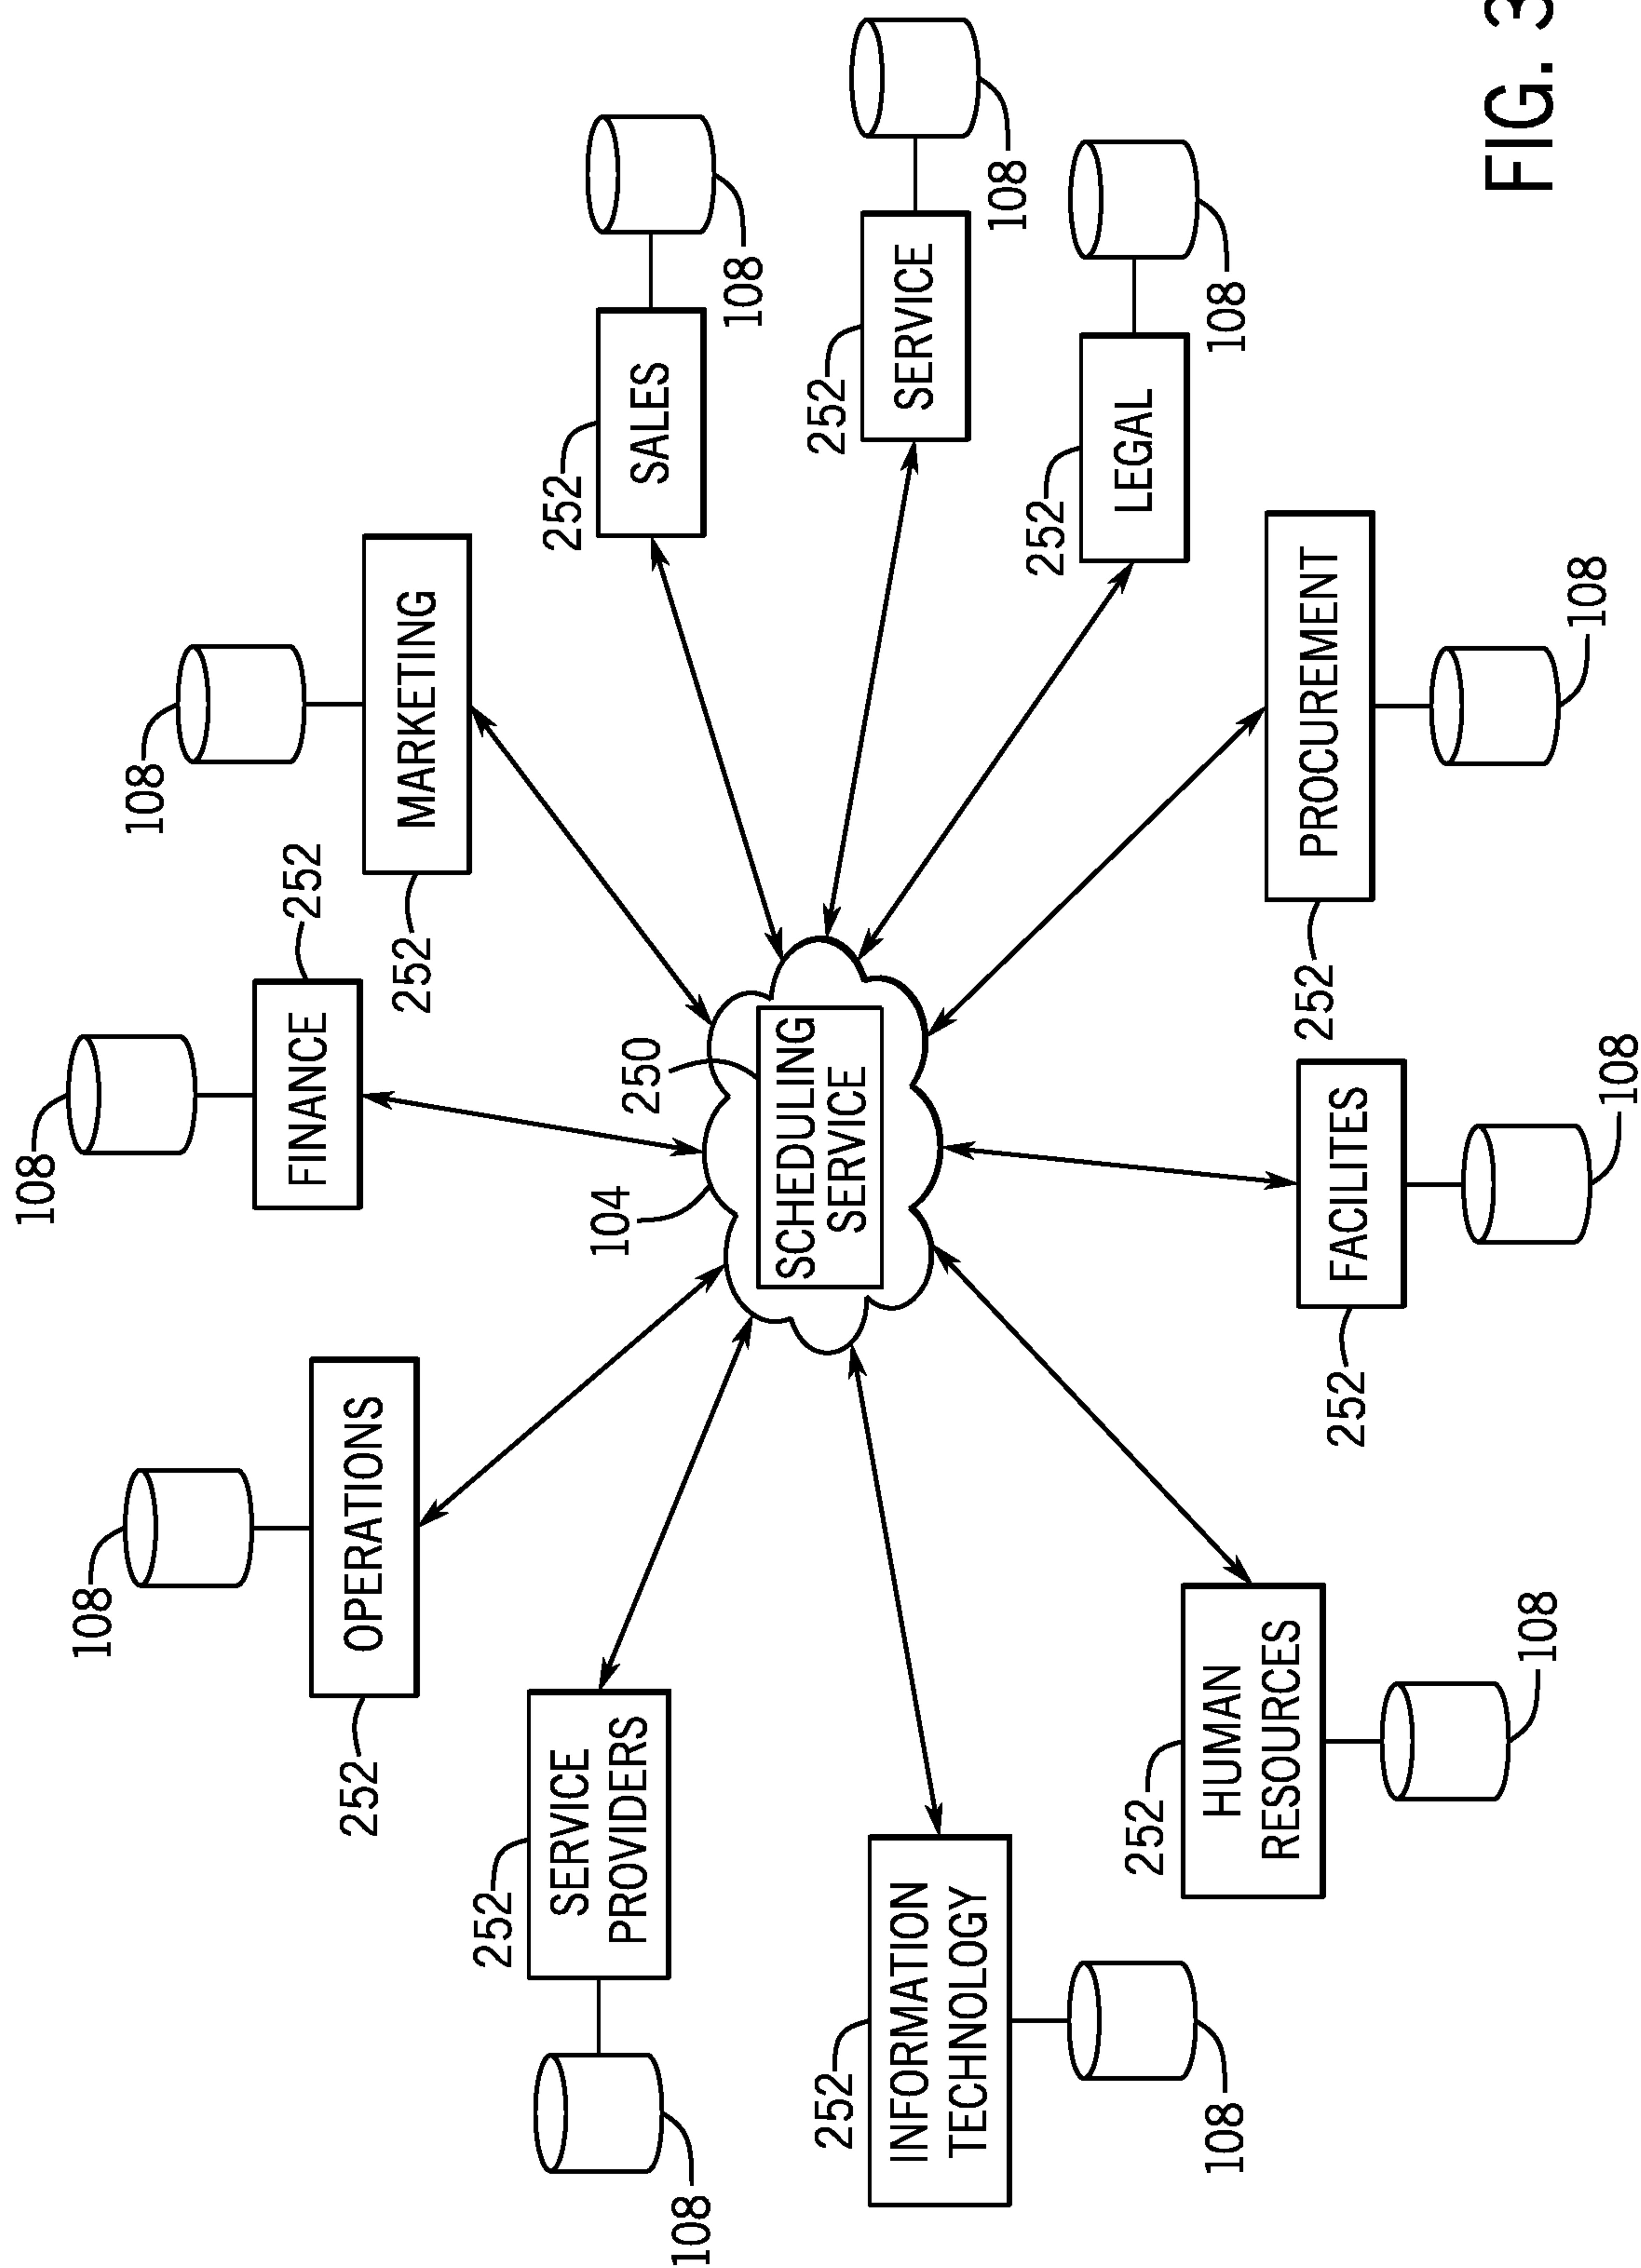 108
FINANCE
252
108
OPERATIONS
252
108
MARKETING
252
252
SERVICE
PROVIDERS
108
252
SALES
108
104
250
SCHEDULING
SERVICE
252
SERVICE
108
252
INFORMATION
TECHNOLOGY
108
252
LEGAL
108
252
HUMAN
RESOURCES
108
252
FACILITES
108
252
PROCUREMENT
108
FIG. 3